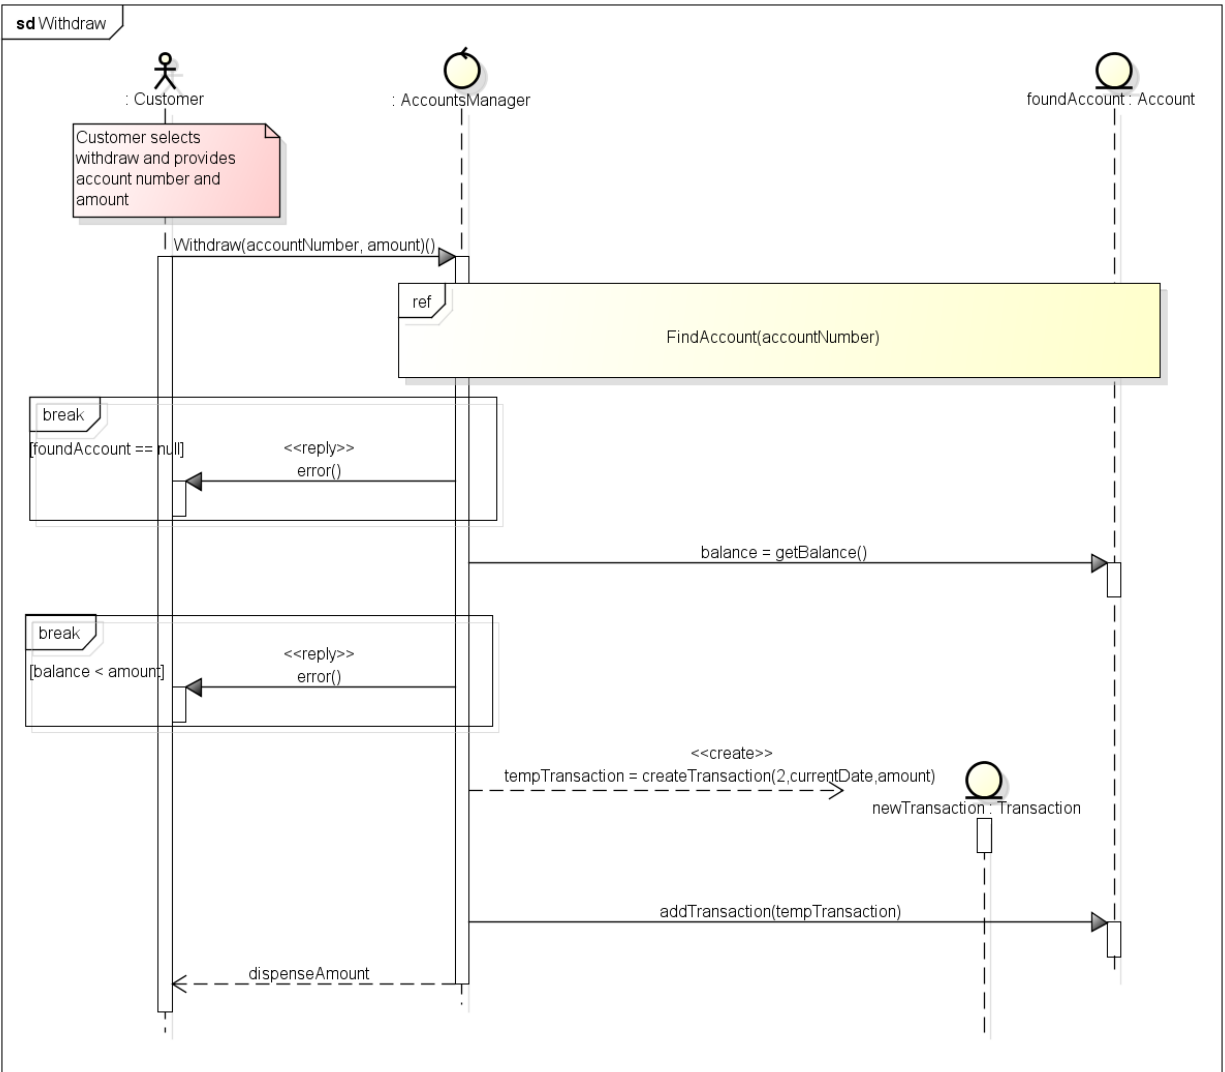 sd Withdraw
: Customer
: AccountsManager
foundAccount : Account
Customer selects
withdraw and provides
account number and
amount
Withdraw(accountNumber, amount)()
ref
FindAccount(accountNumber)
break
[foundAccount == null]
<<reply>>
error()
balance = getBalance()
break
[balance < amount]
<<reply>>
error()
<<create>>
tempTransaction = createTransaction(2,currentDate,amount)
newTransaction : Transaction
addTransaction(tempTransaction)
dispenseAmount